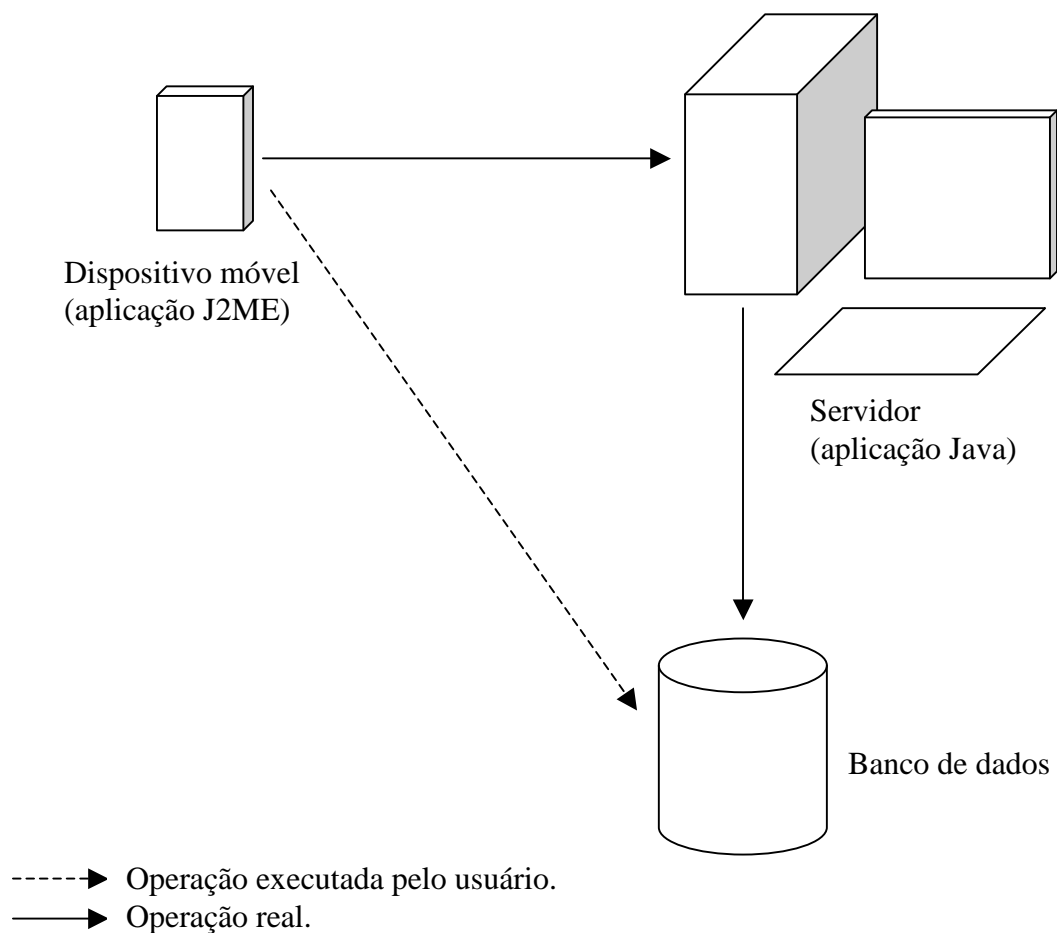 Dispositivo móvel
(aplicação J2ME)
Servidor
(aplicação Java)
Banco de dados
Operação executada pelo usuário.
Operação real.